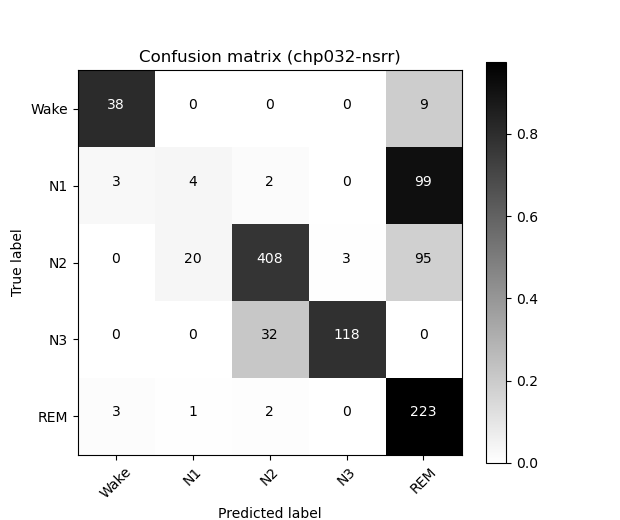 Confusion matrix (chp032-nsrr)
Wake 38 0 0 0 9
N1 3 4 2 0 99
N2 0 20 408 3 95
N3 0 0 32 118 0
REM 3 1 2 0 223
Wake N1 N2 N3 REM
Predicted label
True label
0.8
0.6
0.4
0.2
0.0